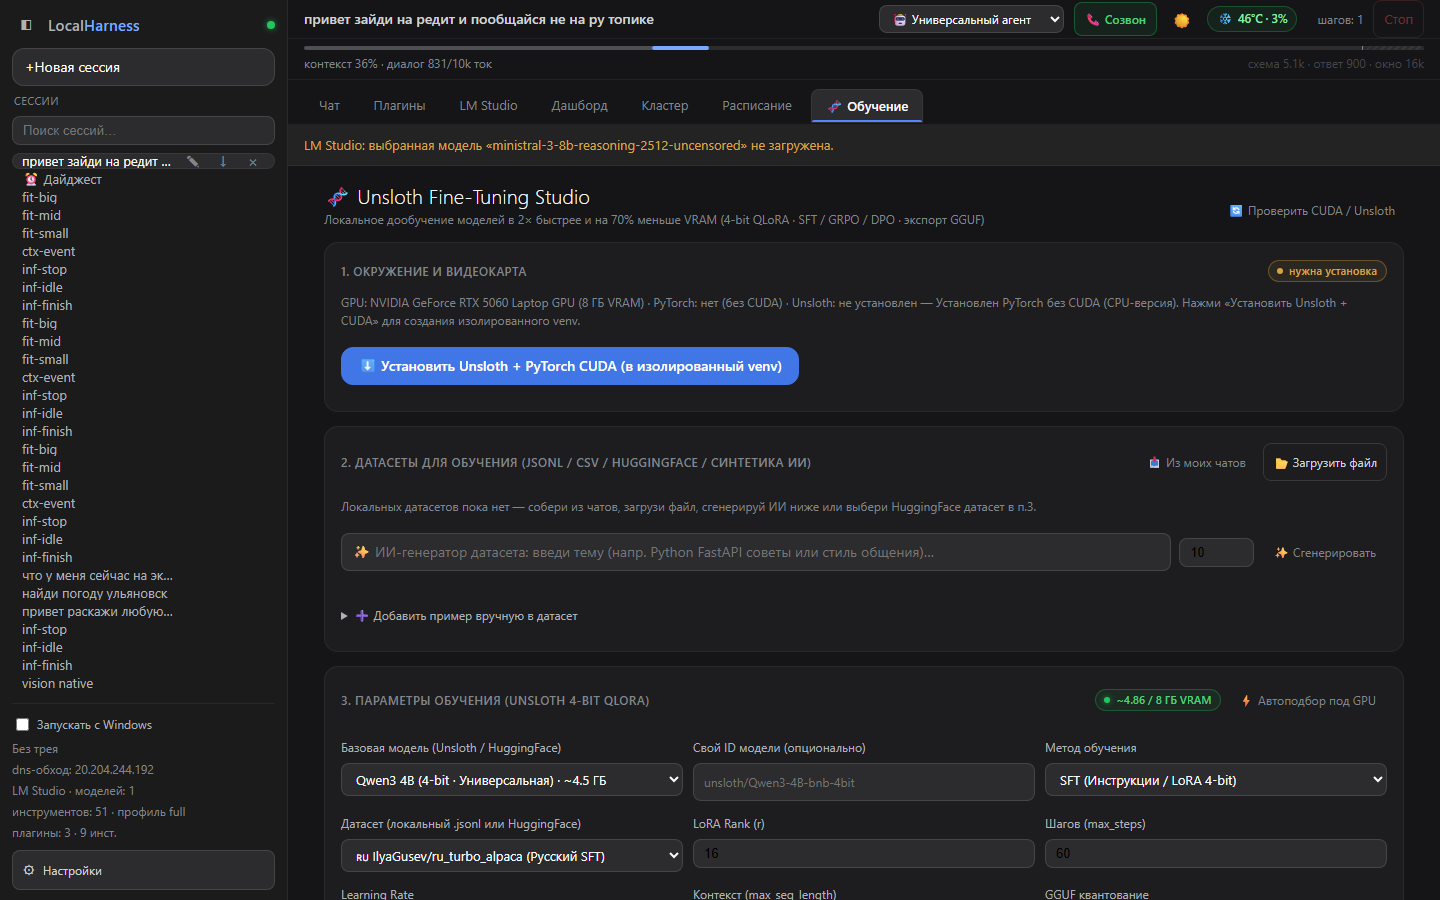 LocalHarness
+Новая сессия
СЕССИИ
Поиск сессий...
привет зайди на редит ...
Дайджест
fit-big
fit-mid
fit-small
ctx-event
inf-stop
inf-idle
inf-finish
fit-big
fit-mid
fit-small
ctx-event
inf-stop
inf-idle
inf-finish
fit-big
fit-mid
fit-small
ctx-event
inf-stop
inf-idle
inf-finish
что у меня сейчас на эк...
найди погоду ульяновск
привет раскажи любую...
inf-stop
inf-idle
inf-finish
vision native
Запускать с Windows
Без трея
dns-обход: 20.204.244.192
LM Studio · моделей: 1
инструментов: 51 · профиль full
плагины: 3 · 9 инст.
Настройки
привет зайди на редит и пообщайся не на ру топике
Универсальный агент
Созвон
46°C · 3%
шагов: 1
Стоп
контекст 36% · диалог 831/10k ток
схема 5.1k · ответ 900 · окно 16k
Чат
Плагины
LM Studio
Дашборд
Кластер
Расписание
Обучение
LM Studio: выбранная модель «ministral-3-8b-reasoning-2512-uncensored» не загружена.
Unsloth Fine-Tuning Studio
Локальное дообучение моделей в 2× быстрее и на 70% меньше VRAM (4-bit QLoRA · SFT / GRPO / DPO · экспорт GGUF)
Проверить CUDA / Unsloth
1. ОКРУЖЕНИЕ И ВИДЕОКАРТА
нужна установка
GPU: NVIDIA GeForce RTX 5060 Laptop GPU (8 ГБ VRAM) · PyTorch: нет (без CUDA) · Unsloth: не установлен — Установлен PyTorch без CUDA (CPU-версия). Нажми «Установить Unsloth +
CUDA» для создания изолированного venv.
Установить Unsloth + PyTorch CUDA (в изолированный venv)
2. ДАТАСЕТЫ ДЛЯ ОБУЧЕНИЯ (JSONL / CSV / HUGGINGFACE / СИНТЕТИКА ИИ)
Из моих чатов
Загрузить файл
Локальных датасетов пока нет — собери из чатов, загрузи файл, сгенерируй ИИ ниже или выбери HuggingFace датасет в п.3.
ИИ-генератор датасета: введи тему (напр. Python FastAPI советы или стиль общения)...
10
Сгенерировать
Добавить пример вручную в датасет
3. ПАРАМЕТРЫ ОБУЧЕНИЯ (UNSLOTH 4-BIT QLORA)
~4.86 / 8 ГБ VRAM
Автоподбор под GPU
Базовая модель (Unsloth / HuggingFace)
Свой ID модели (опционально)
Метод обучения
Qwen3 4B (4-bit · Универсальная) · ~4.5 ГБ
unsloth/Qwen3-4B-bnb-4bit
SFT (Инструкции / LoRA 4-bit)
Датасет (локальный .jsonl или HuggingFace)
LoRA Rank (r)
Шагов (max_steps)
RU IlyaGusev/ru_turbo_alpaca (Русский SFT)
16
60
Learning Rate
Контекст (max_seq_length)
GGUF квантование